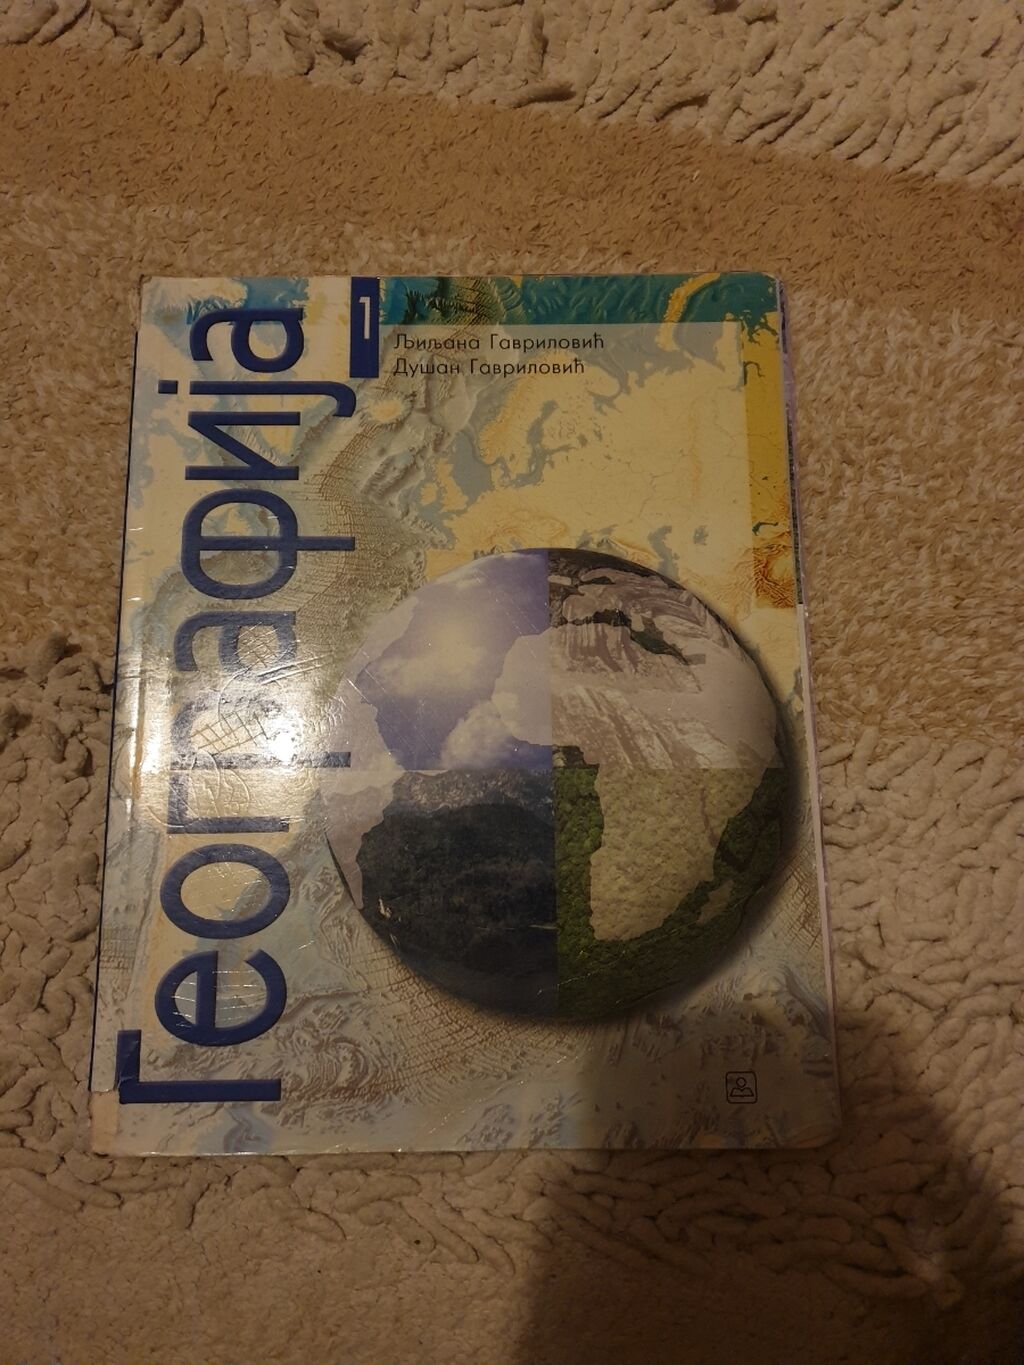 Географија
1
Љиљана Гавриловић
Душан Гавриловић